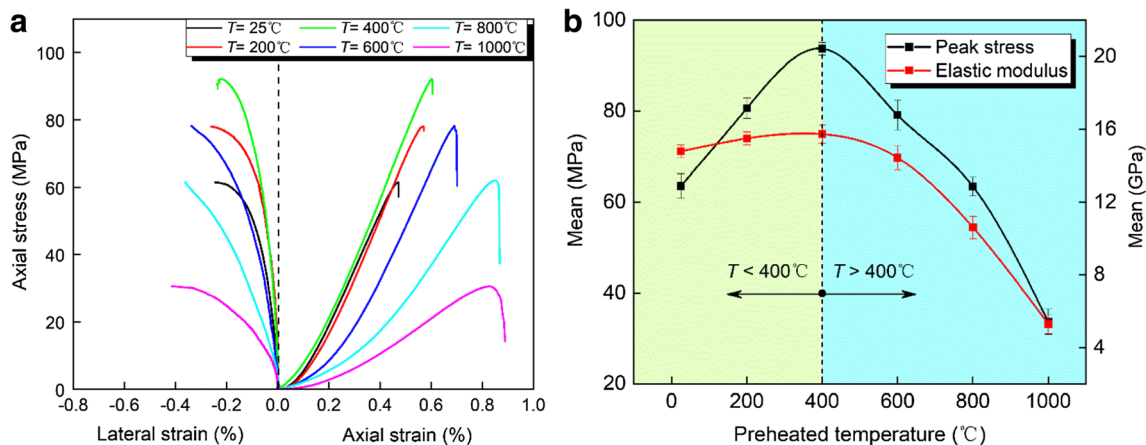 a
T= 25℃ T= 400℃ T= 800℃
T= 200℃ T= 600℃ T= 1000℃
Axial stress (MPa)
100
80
60
40
20
0
-0.8 -0.6 -0.4 -0.2 0.0 0.2 0.4 0.6 0.8 1.0
Lateral strain (%) Axial strain (%)
b
Peak stress
Elastic modulus
Mean (MPa)
100
80
60
40
20
T < 400℃ T > 400℃
20
16
12
8
4
Mean (GPa)
0 200 400 600 800 1000
Preheated temperature (℃)